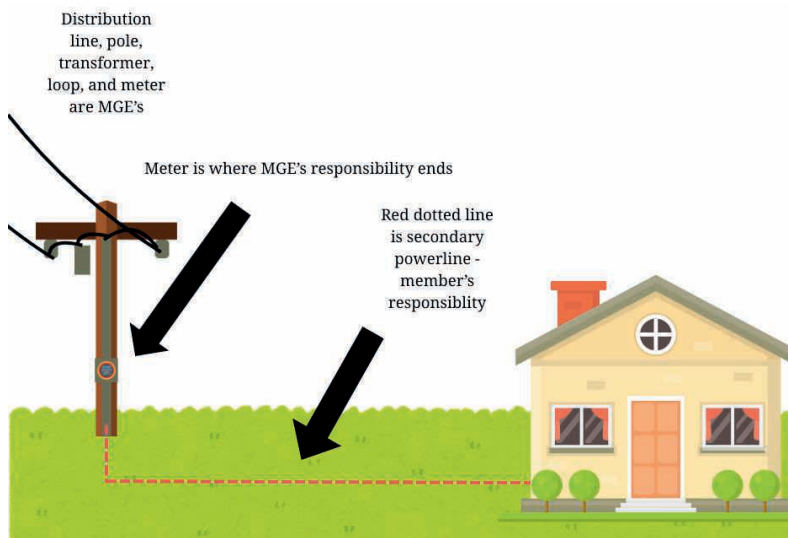 Distribution
line, pole,
transformer,
loop, and meter
are MGE's
Meter is where MGE's responsibility ends
Red dotted line
is secondary
powerline -
member's
responsiblity